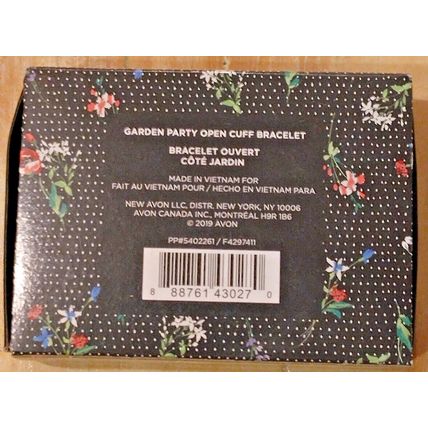 GARDEN PARTY OPEN CUFF BRACELET
BRACELET OUVERT
CÔTÉ JARDIN
MADE IN VIETNAM FOR
FAIT AU VIETNAM POUR / HECHO EN VIETNAM PARA
NEW AVON LLC, DISTR. NEW YORK, NY 10006
AVON CANADA INC., MONTRÉAL H9R 1B6
© 2019 AVON
PP#5402261 / F4297411
8 88761 43027 0